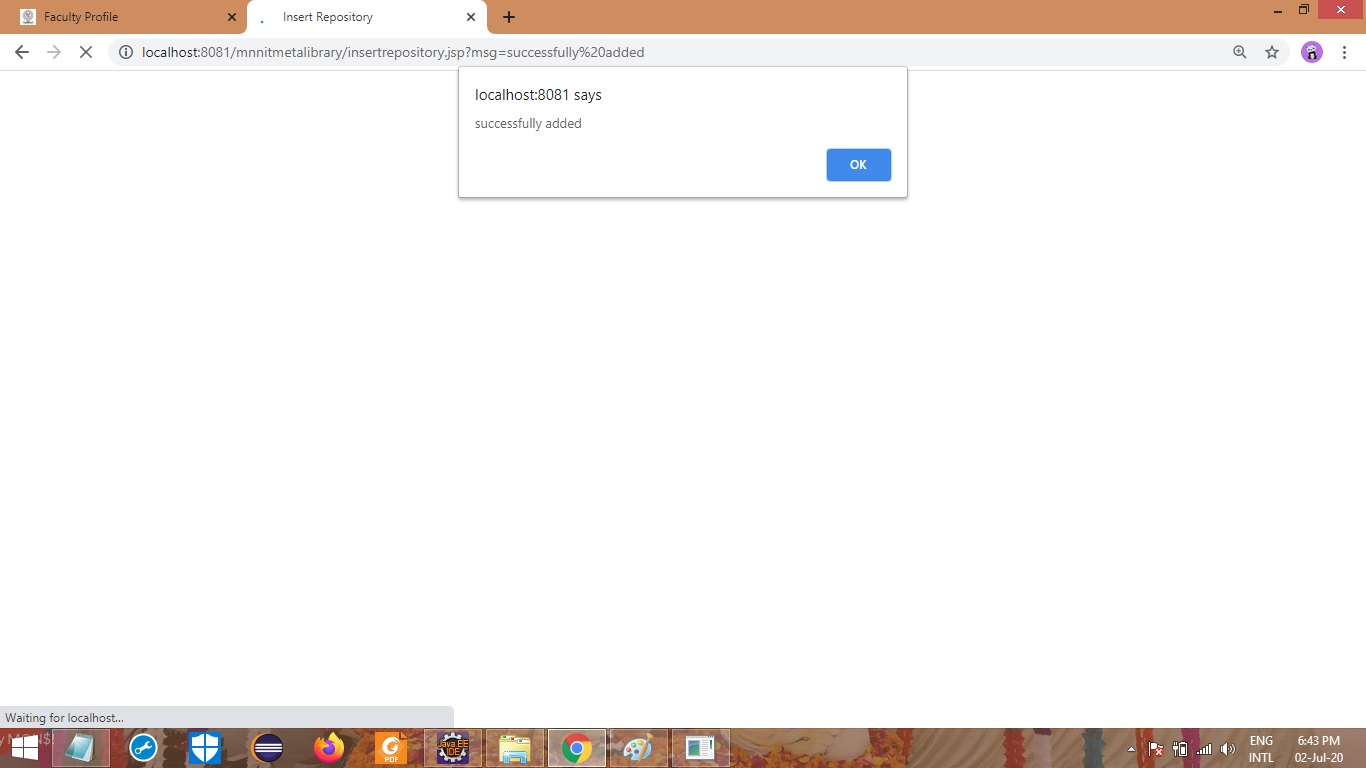 Faculty Profile
Insert Repository
localhost:8081/mnnitmetalibrary/insertrepository.jsp?msg=successfully%20added
localhost:8081 says
successfully added
OK
Waiting for localhost...
PDF
Java EE
IDE
ENG
INTL
6:43 PM
02-Jul-20